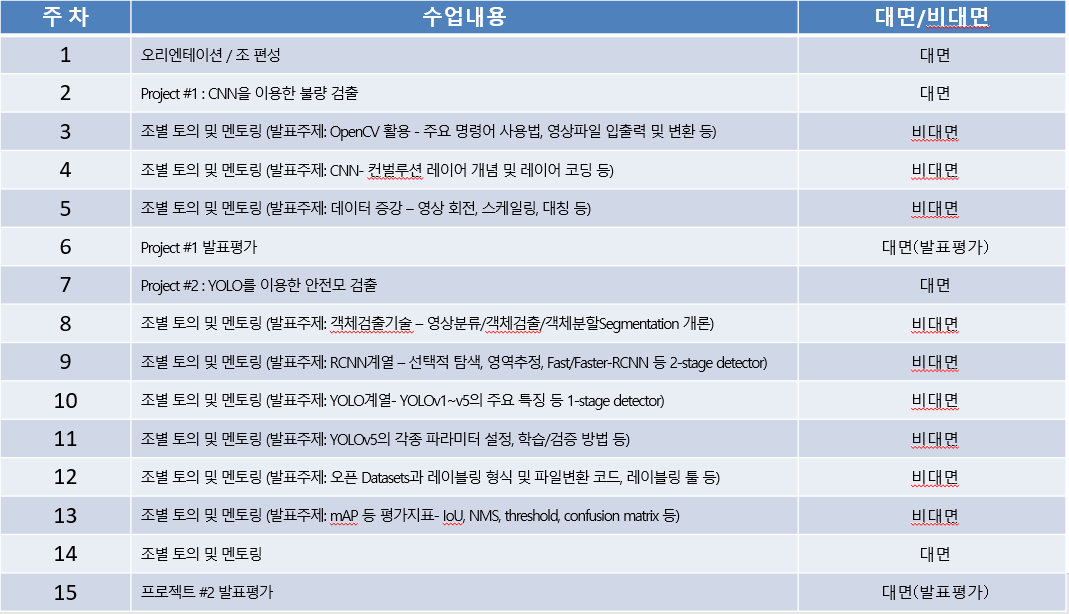 주 차 수업내용 대면/비대면
1 오리엔테이션 / 조 편성 대면
2 Project #1 : CNN을 이용한 불량 검출 대면
3 조별 토의 및 멘토링 (발표주제: OpenCV 활용 - 주요 명령어 사용법, 영상파일 입출력 및 변환 등) 비대면
4 조별 토의 및 멘토링 (발표주제: CNN- 컨벌루션 레이어 개념 및 레이어 코딩 등) 비대면
5 조별 토의 및 멘토링 (발표주제: 데이터 증강 – 영상 회전, 스케일링, 대칭 등) 비대면
6 Project #1 발표평가 대면(발표평가)
7 Project #2 : YOLO를 이용한 안전모 검출 대면
8 조별 토의 및 멘토링 (발표주제: 객체검출기술 – 영상분류/객체검출/객체분할Segmentation 개론) 비대면
9 조별 토의 및 멘토링 (발표주제: RCNN계열 – 선택적 탐색, 영역추정, Fast/Faster-RCNN 등 2-stage detector) 비대면
10 조별 토의 및 멘토링 (발표주제: YOLO계열- YOLOv1~v5의 주요 특징 등 1-stage detector) 비대면
11 조별 토의 및 멘토링 (발표주제: YOLOv5의 각종 파라미터 설정, 학습/검증 방법 등) 비대면
12 조별 토의 및 멘토링 (발표주제: 오픈 Datasets과 레이블링 형식 및 파일변환 코드, 레이블링 툴 등) 비대면
13 조별 토의 및 멘토링 (발표주제: mAP 등 평가지표- IoU, NMS, threshold, confusion matrix 등) 비대면
14 조별 토의 및 멘토링 대면
15 프로젝트 #2 발표평가 대면(발표평가)